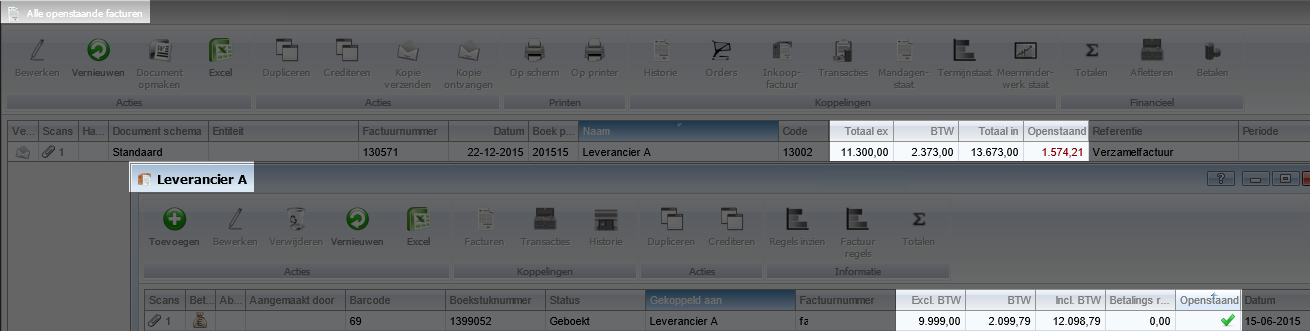 Alle openstaande facturen
Bewerken Vernieuwen Document opmaken Excel Dupliceren Crediteren Kopie verzenden Kopie ontvangen Op scherm Op printer Historie Orders Inkoop-factuur Transacties Mandagen-staat Termijnstaat Meerminder-werk staat Totalen Afletteren Betalen
Acties Acties Printen Koppelingen Financieel
Ve... Scans Ha... Document schema Entiteit Factuurnummer Datum Boek p... Naam Code Totaal ex BTW Totaal in Openstaand Referentie Periode
1 Standaard 130571 22-12-2015 201515 Leverancier A 13002 11.300,00 2.373,00 13.673,00 1.574,21 Verzamelfactuur
Leverancier A
Toevoegen Bewerken Verwijderen Vernieuwen Excel Facturen Transacties Historie Dupliceren Crediteren Regels inzien Factuur regels Totalen
Acties Koppelingen Acties Informatie
Scans Bet... Ab... Aangemaakt door Barcode Boekstuknummer Status Gekoppeld aan Factuurnummer Excl. BTW BTW Incl. BTW Betalings r... Openstaand Datum
1 69 1399052 Geboekt Leverancier A fa 9.999,00 2.099,79 12.098,79 0,00 15-06-2015